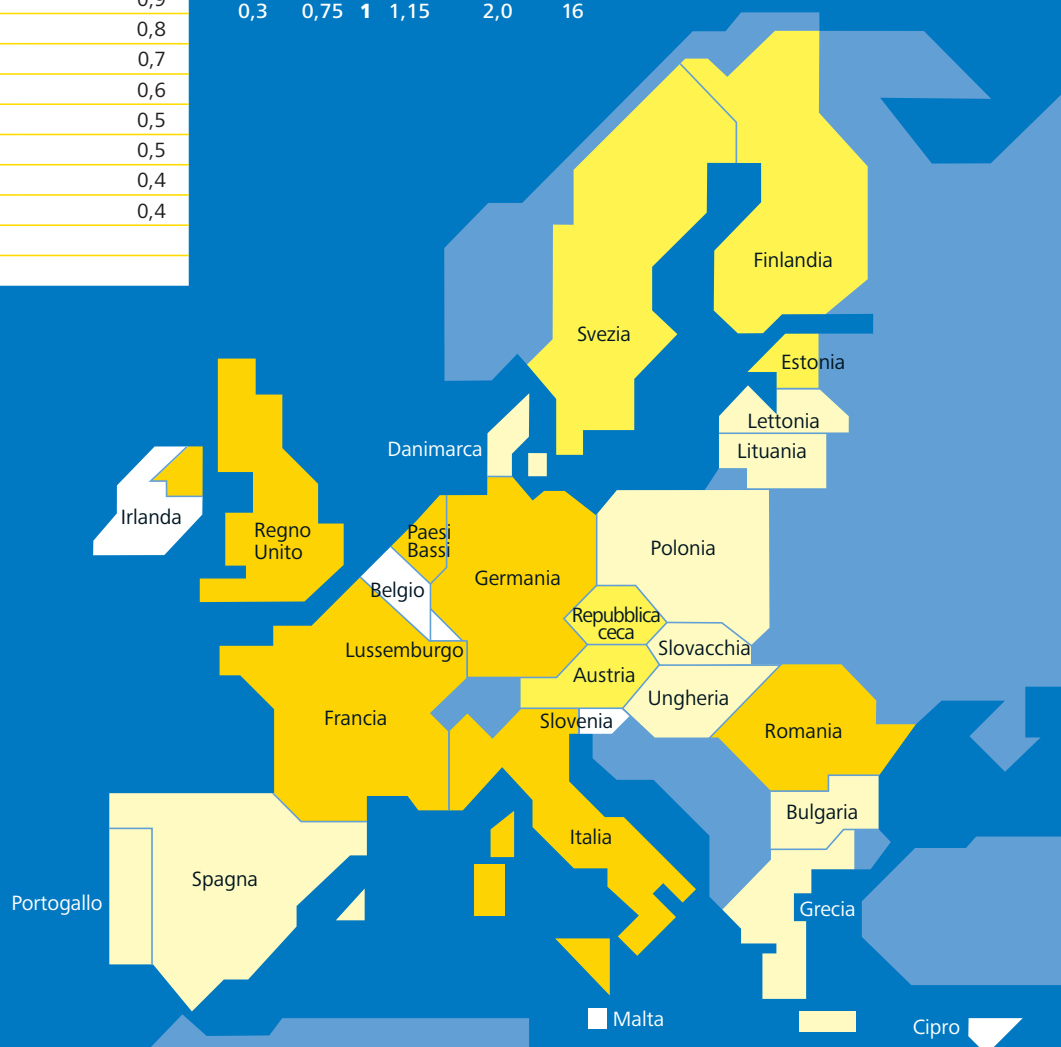 0,9
0,8
0,7
0,6
0,5
0,5
0,4
0,4
0,3 0,75 1 1,15 2,0 16
Finlandia
Svezia
Estonia
Lettonia
Danimarca
Lituania
Irlanda
Regno
Unito
Paesi
Bassi
Polonia
Germania
Belgio
Repubblica
ceca
Lussemburgo
Slovacchia
Austria
Ungheria
Francia
Slovenia
Romania
Bulgaria
Italia
Spagna
Portogallo
Grecia
Malta
Cipro